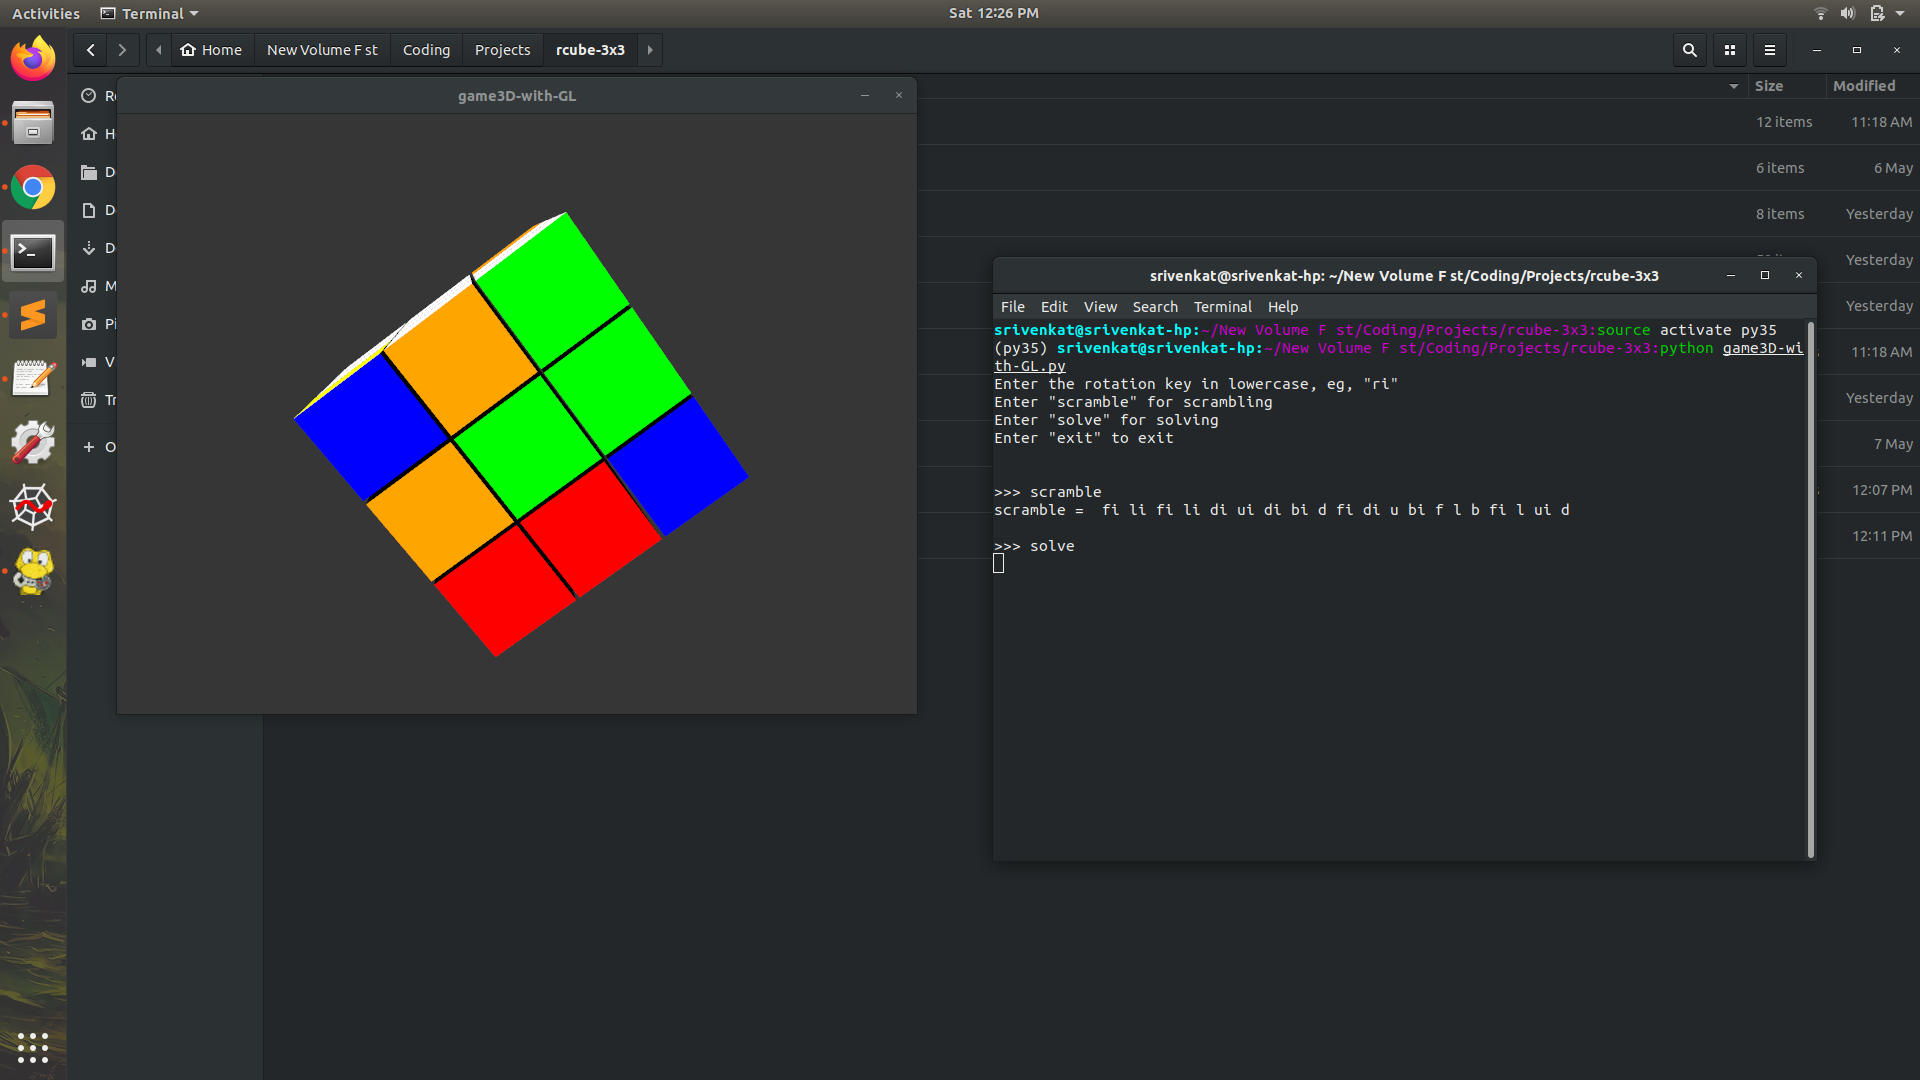 Activities Terminal Sat 12:26 PM
Home New Volume F st Coding Projects rcube-3x3
Size Modified
game3D-with-GL
12 items 11:18 AM
6 items 6 May
8 items Yesterday
Yesterday
Yesterday
11:18 AM
Yesterday
7 May
12:07 PM
12:11 PM
srivenkat@srivenkat-hp: ~/New Volume F st/Coding/Projects/rcube-3x3
File Edit View Search Terminal Help
srivenkat@srivenkat-hp:~/New Volume F st/Coding/Projects/rcube-3x3:source activate py35
(py35) srivenkat@srivenkat-hp:~/New Volume F st/Coding/Projects/rcube-3x3:python game3D-wi
th-GL.py
Enter the rotation key in lowercase, eg, "ri"
Enter "scramble" for scrambling
Enter "solve" for solving
Enter "exit" to exit
>>> scramble
scramble =  fi li fi li di ui di bi d fi di u bi f l b fi l ui d
>>> solve